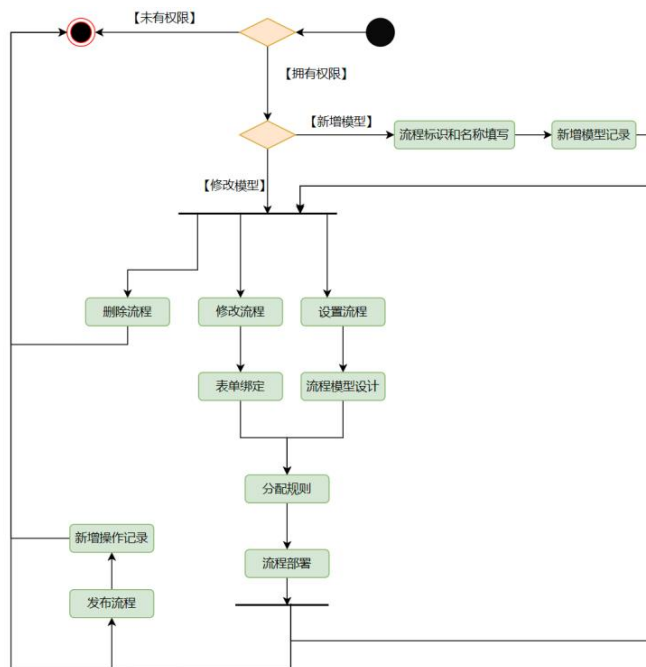 【未有权限】
【拥有权限】
【新增模型】
流程标识和名称填写
新增模型记录
【修改模型】
删除流程
修改流程
设置流程
表单绑定
流程模型设计
分配规则
新增操作记录
流程部署
发布流程